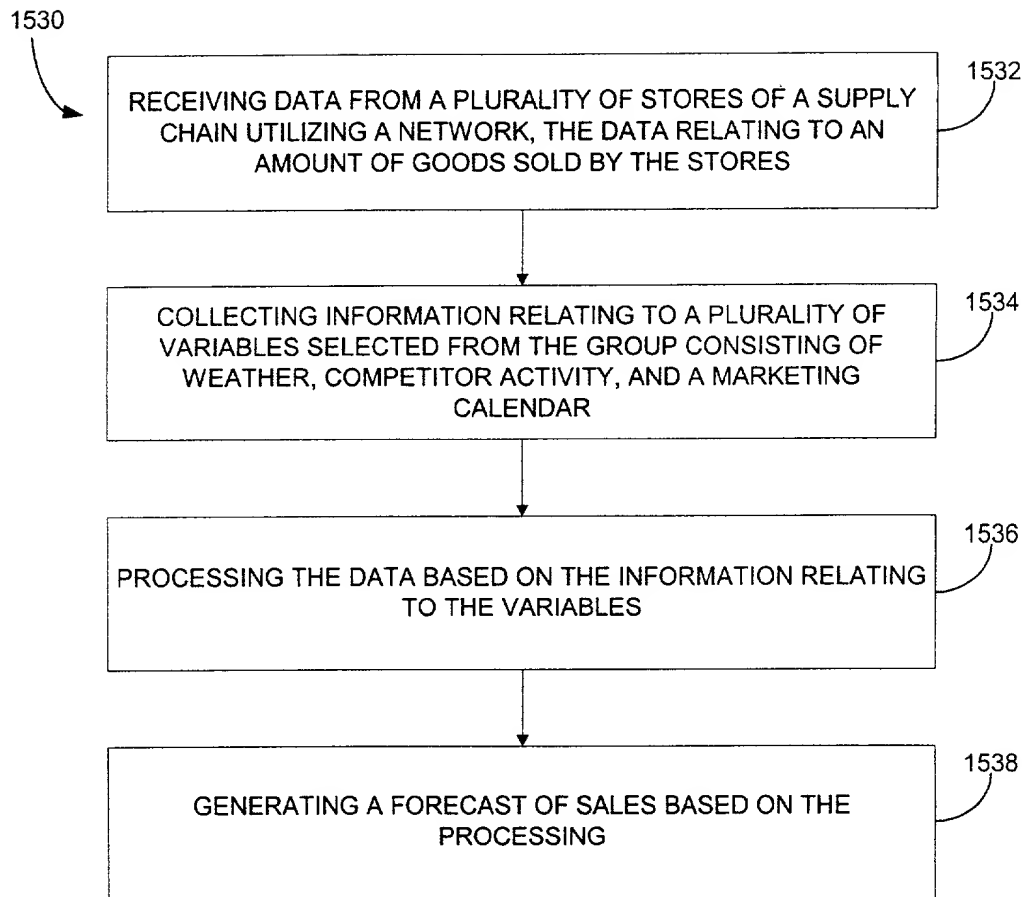 1530
1532
RECEIVING DATA FROM A PLURALITY OF STORES OF A SUPPLY
CHAIN UTILIZING A NETWORK, THE DATA RELATING TO AN
AMOUNT OF GOODS SOLD BY THE STORES
1534
COLLECTING INFORMATION RELATING TO A PLURALITY OF
VARIABLES SELECTED FROM THE GROUP CONSISTING OF
WEATHER, COMPETITOR ACTIVITY, AND A MARKETING
CALENDAR
1536
PROCESSING THE DATA BASED ON THE INFORMATION RELATING
TO THE VARIABLES
1538
GENERATING A FORECAST OF SALES BASED ON THE
PROCESSING